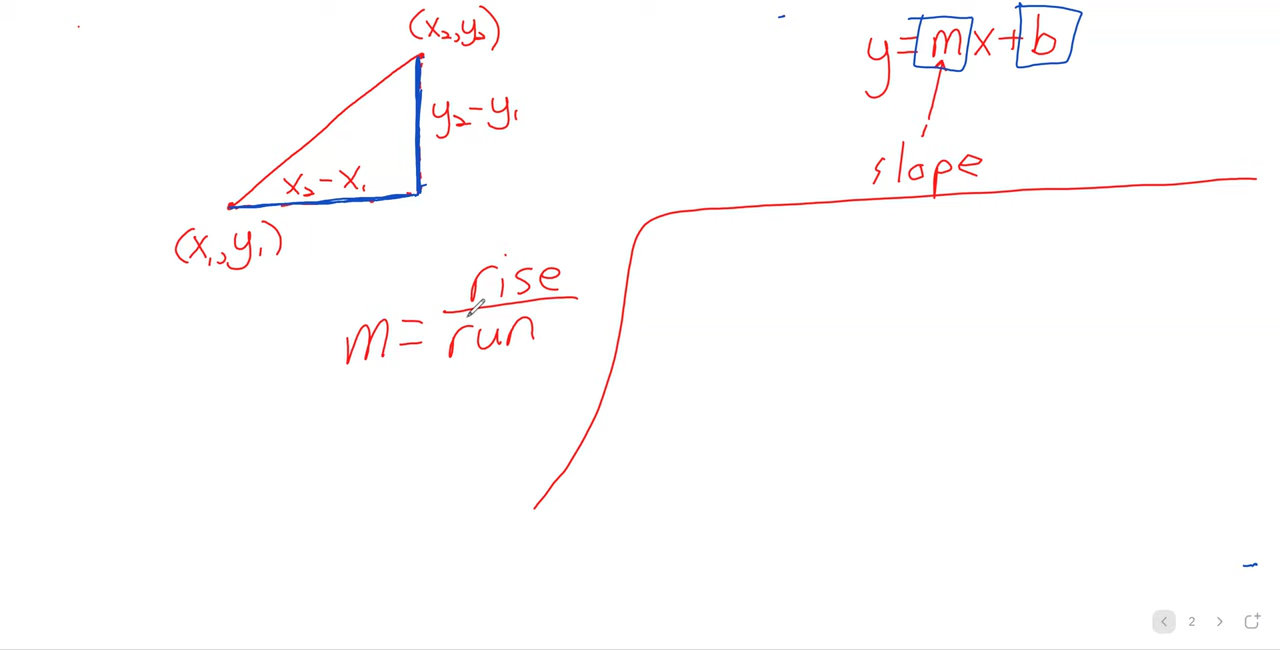 (x₂,y₂)
y₂-y₁
x₂-x₁
(x₁,y₁)
m= rise
run
y=mx+b
slope
2